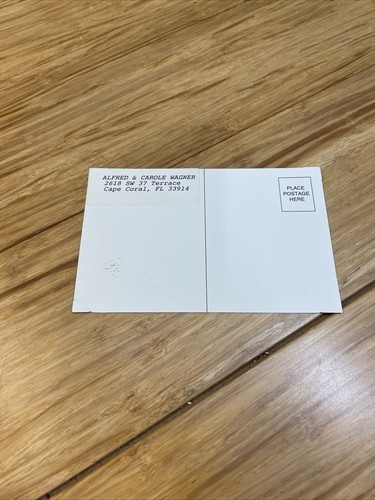 ALFRED & CAROLE WAGNER
2618 SW 37 Terrace
Cape Coral, FL 33914
PLACE
POSTAGE
HERE